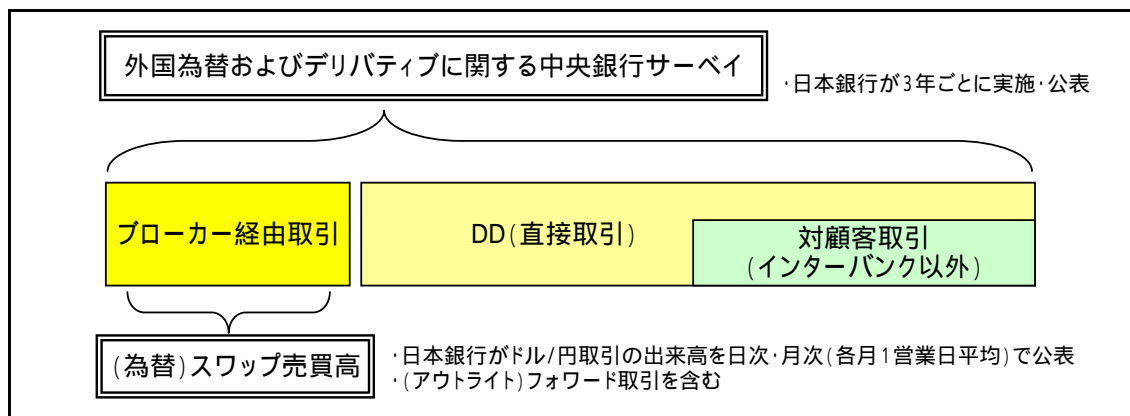 外国為替およびデリバティブに関する中央銀行サーベイ
・日本銀行が3年ごとに実施・公表
ブローカー経由取引
DD(直接取引)
対顧客取引
(インターバンク以外)
(為替)スワップ売買高
・日本銀行がドル/円取引の出来高を日次・月次(各月1営業日平均)で公表
・(アウトライト)フォワード取引を含む